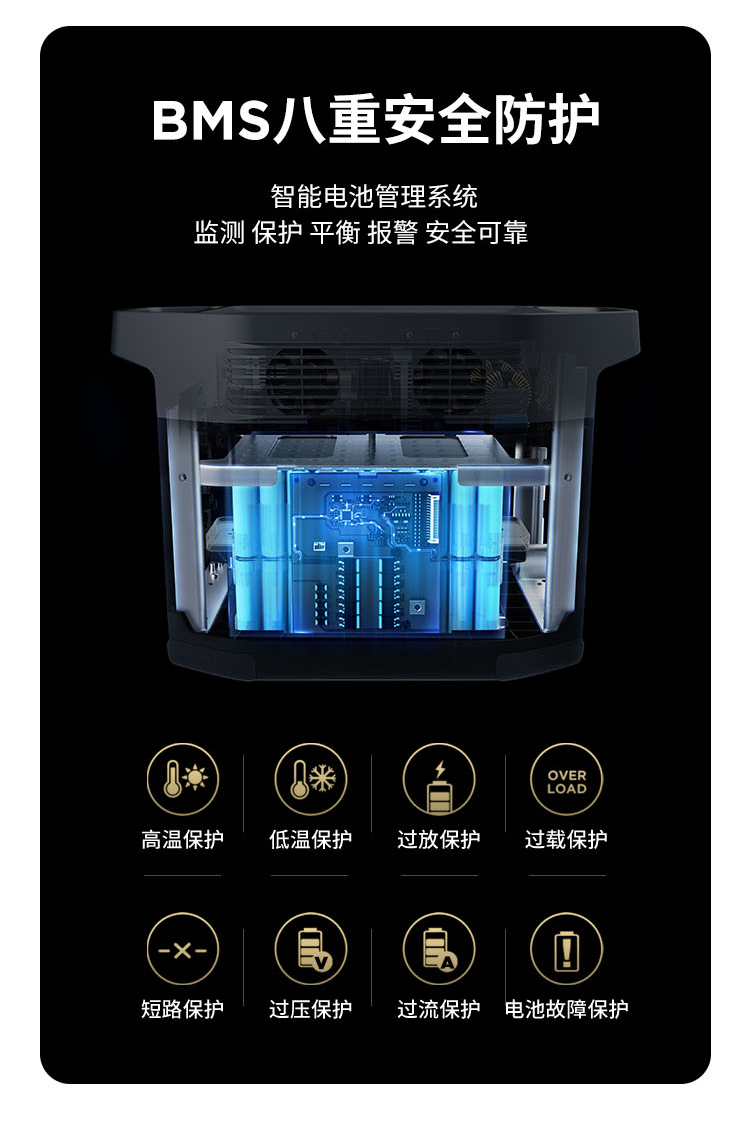 BMS八重安全防护
智能电池管理系统
监测 保护 平衡 报警 安全可靠
OVER
LOAD
高温保护 低温保护 过放保护 过载保护
V A
短路保护 过压保护 过流保护 电池故障保护